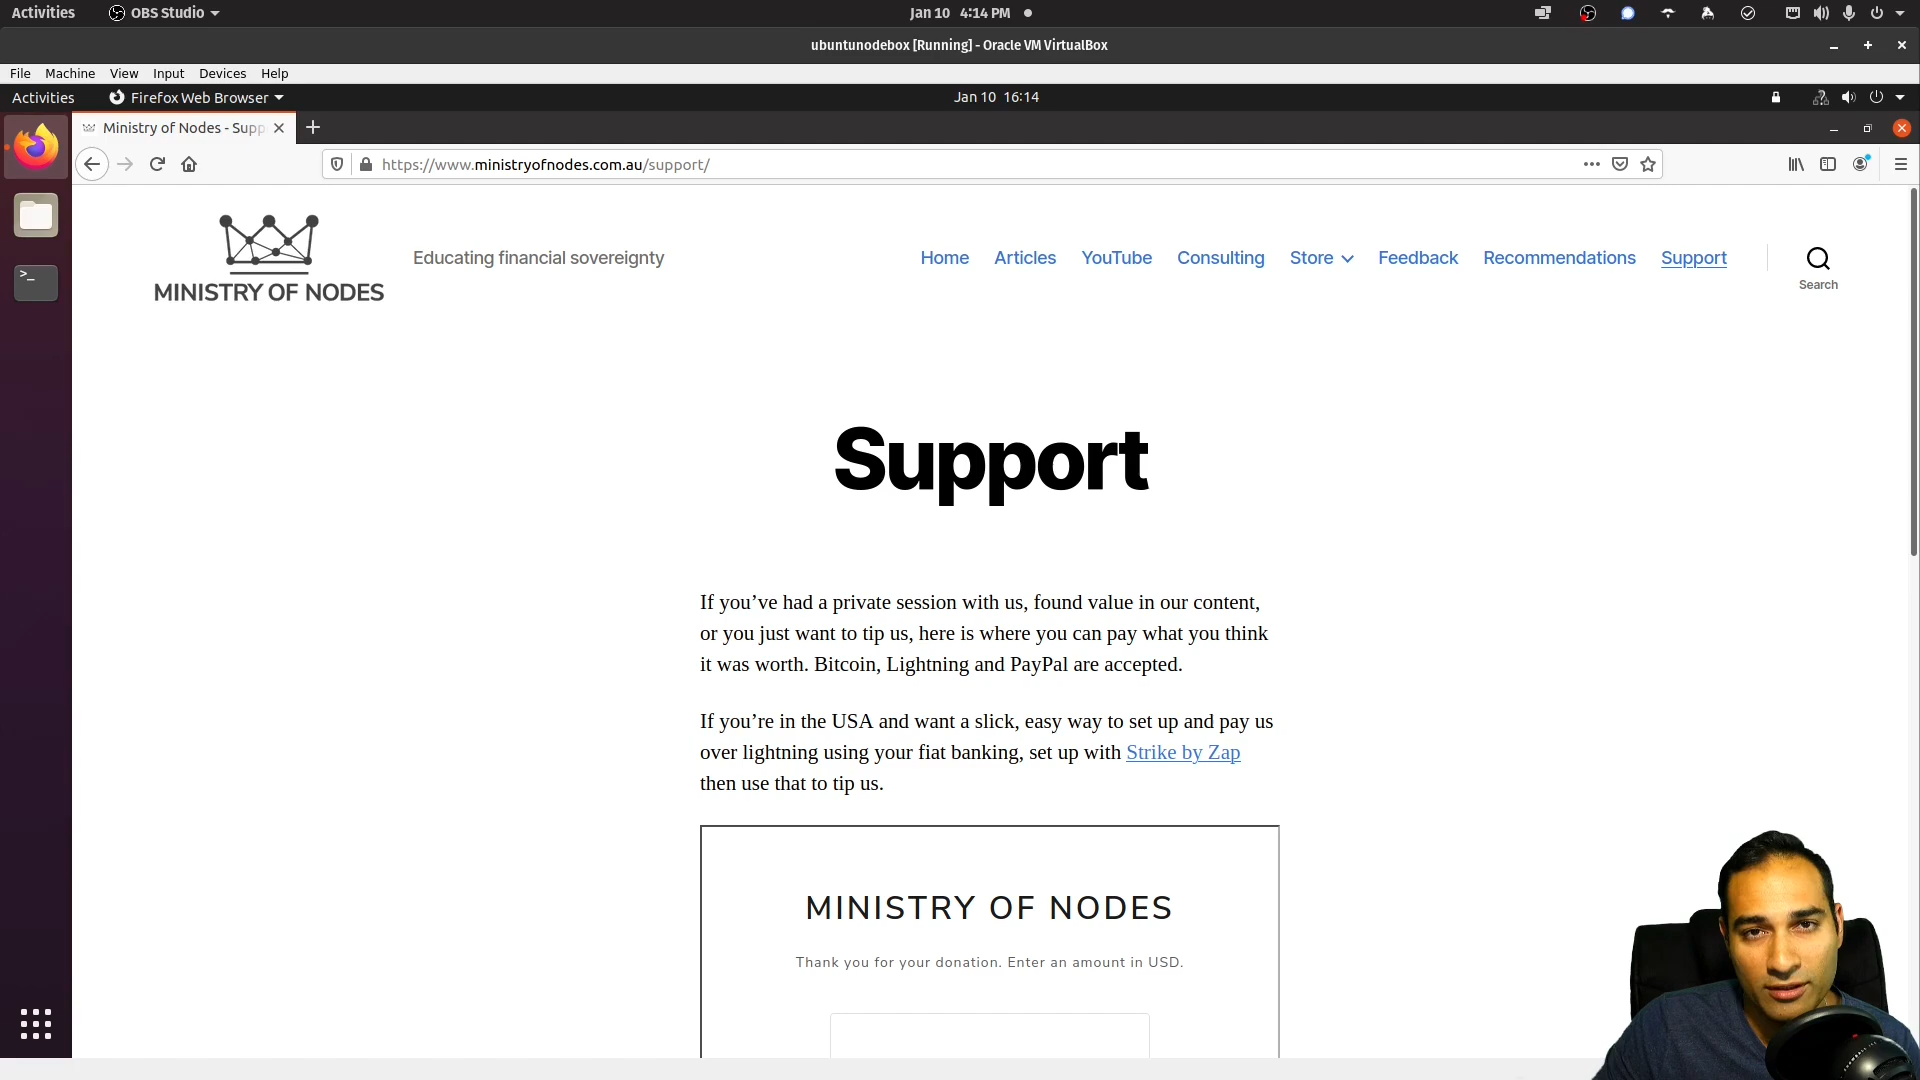 Activities OBS Studio Jan 10 4:14 PM
ubuntunodebox [Running] - Oracle VM VirtualBox
File Machine View Input Devices Help
Activities Firefox Web Browser Jan 10 16:14
Ministry of Nodes - Supp
https://www.ministryofnodes.com.au/support/
MINISTRY OF NODES
Educating financial sovereignty
Home Articles YouTube Consulting Store Feedback Recommendations Support
Search
Support
If you’ve had a private session with us, found value in our content,
or you just want to tip us, here is where you can pay what you think
it was worth. Bitcoin, Lightning and PayPal are accepted.
If you’re in the USA and want a slick, easy way to set up and pay us
over lightning using your fiat banking, set up with Strike by Zap
then use that to tip us.
MINISTRY OF NODES
Thank you for your donation. Enter an amount in USD.